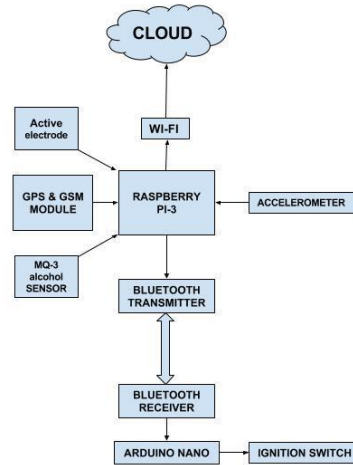 CLOUD
WI-FI
Active
electrode
GPS & GSM
MODULE
RASPBERRY
PI-3
ACCELEROMETER
MQ-3
alcohol
SENSOR
BLUETOOTH
TRANSMITTER
BLUETOOTH
RECEIVER
ARDUINO NANO
IGNITION SWITCH